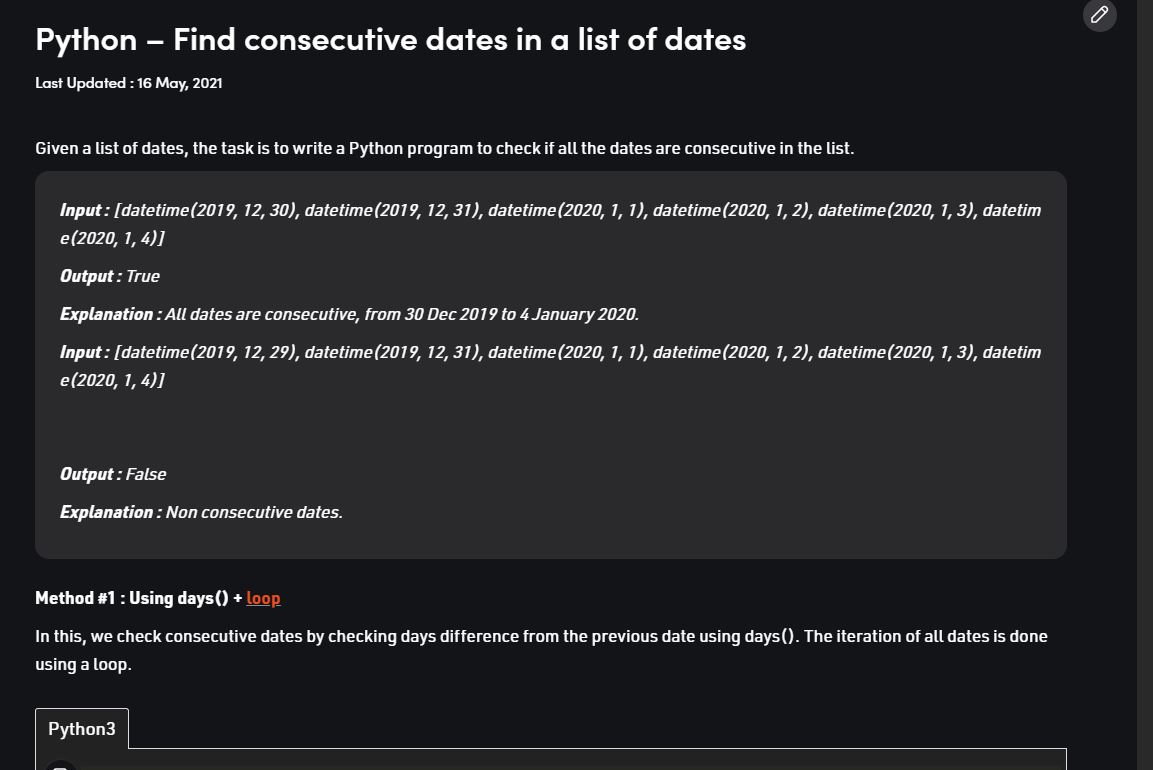 Python – Find consecutive dates in a list of dates
Last Updated : 16 May, 2021
Given a list of dates, the task is to write a Python program to check if all the dates are consecutive in the list.
Input : [datetime(2019, 12, 30), datetime(2019, 12, 31), datetime(2020, 1, 1), datetime(2020, 1, 2), datetime(2020, 1, 3), datetim
e(2020, 1, 4)]
Output : True
Explanation : All dates are consecutive, from 30 Dec 2019 to 4 January 2020.
Input : [datetime(2019, 12, 29), datetime(2019, 12, 31), datetime(2020, 1, 1), datetime(2020, 1, 2), datetime(2020, 1, 3), datetim
e(2020, 1, 4)]
Output : False
Explanation : Non consecutive dates.
Method #1 : Using days() + loop
In this, we check consecutive dates by checking days difference from the previous date using days(). The iteration of all dates is done
using a loop.
Python3